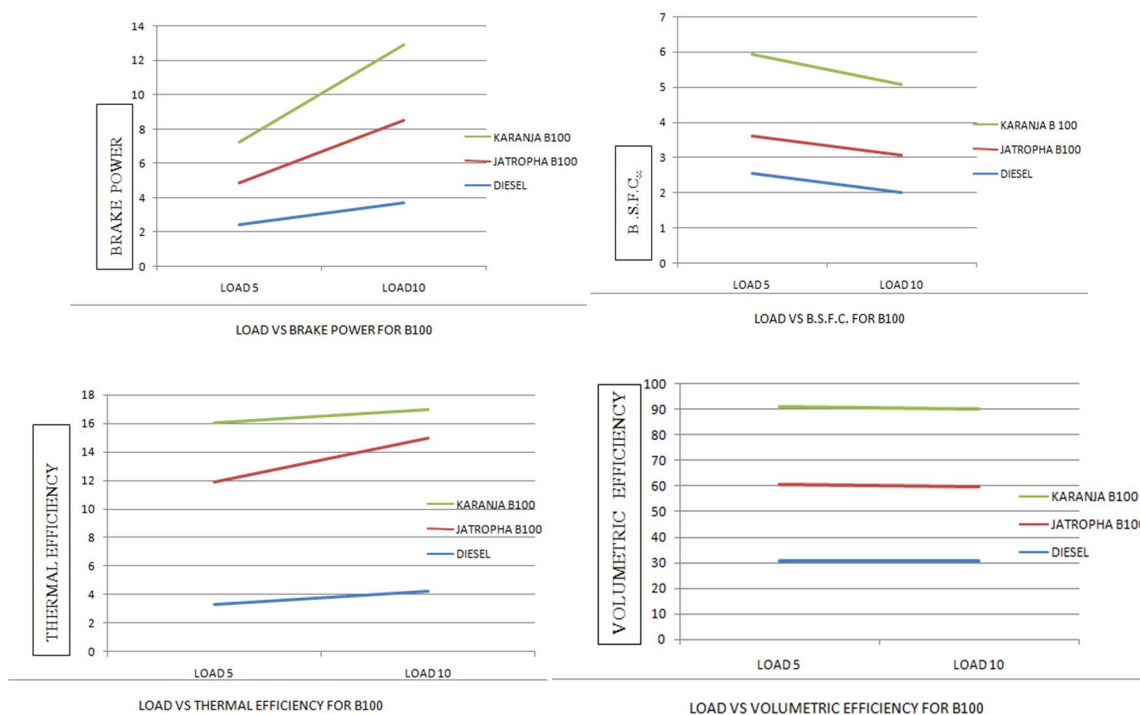 14
12
10
8
6
4
2
0
BRAKE POWER
KARANJA B100
JATROPHA B100
DIESEL
LOAD 5
LOAD10
LOAD VS BRAKE POWER FOR B100
7
6
5
4
3
2
1
0
B .S.F.C
KARANJA B 100
JATROPHA B100
DIESEL
LOAD 5
LOAD 10
LOAD VS B.S.F.C. FOR B100
18
16
14
12
10
8
6
4
2
0
THERMAL EFFICIENCY
KARANJA B100
JATROPHA B100
DIESEL
LOAD 5
LOAD 10
LOAD VS THERMAL EFFICIENCY FOR B100
100
90
80
70
60
50
40
30
20
10
0
VOLUMETRIC EFFICIENCY
KARANJA B100
JATROPHA B100
DIESEL
LOAD 5
LOAD 10
LOAD VS VOLUMETRIC EFFICIENCY FOR B100